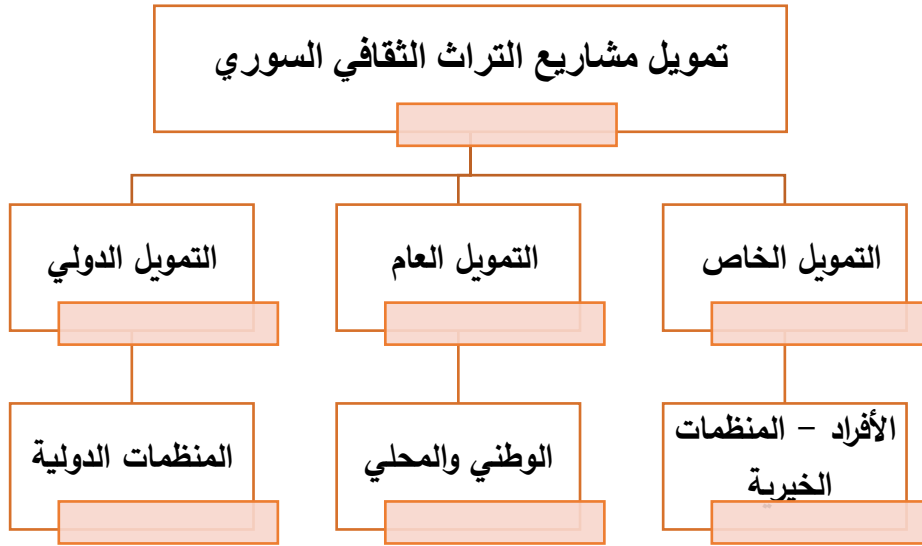 تمويل مشاريع التراث الثقافي السوري
التمويل الخاص
التمويل العام
التمويل الدولي
الأفراد – المنظمات
الخيرية
الوطني والمحلي
المنظمات الدولية